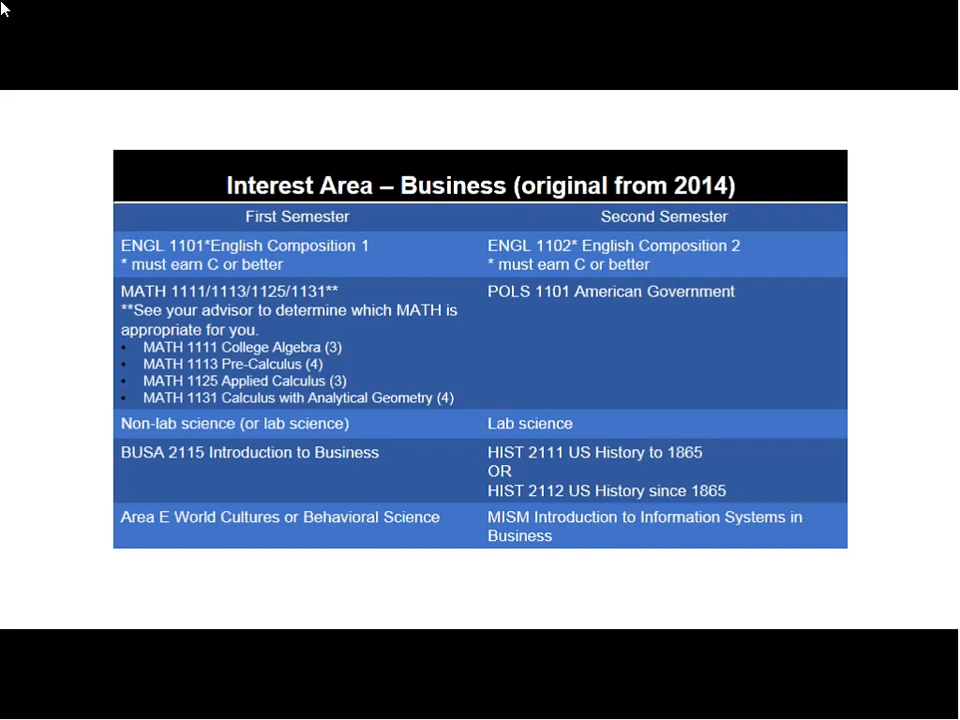 Interest Area – Business (original from 2014)
First Semester
Second Semester
ENGL 1101*English Composition 1
* must earn C or better
ENGL 1102* English Composition 2
* must earn C or better
MATH 1111/1113/1125/1131**
**See your advisor to determine which MATH is
appropriate for you.
• MATH 1111 College Algebra (3)
• MATH 1113 Pre-Calculus (4)
• MATH 1125 Applied Calculus (3)
• MATH 1131 Calculus with Analytical Geometry (4)
POLS 1101 American Government
Non-lab science (or lab science)
Lab science
BUSA 2115 Introduction to Business
HIST 2111 US History to 1865
OR
HIST 2112 US History since 1865
Area E World Cultures or Behavioral Science
MISM Introduction to Information Systems in
Business